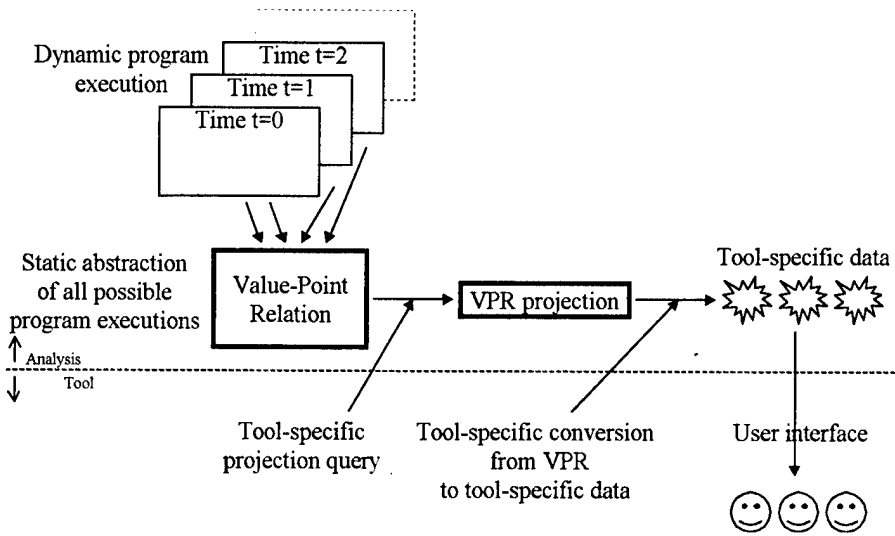 Dynamic program
execution
Time t=2
Time t=1
Time t=0
Static abstraction
of all possible
program executions
Value-Point
Relation
VPR projection
Tool-specific data
Analysis
Tool
Tool-specific
projection query
Tool-specific conversion
from VPR
to tool-specific data
User interface